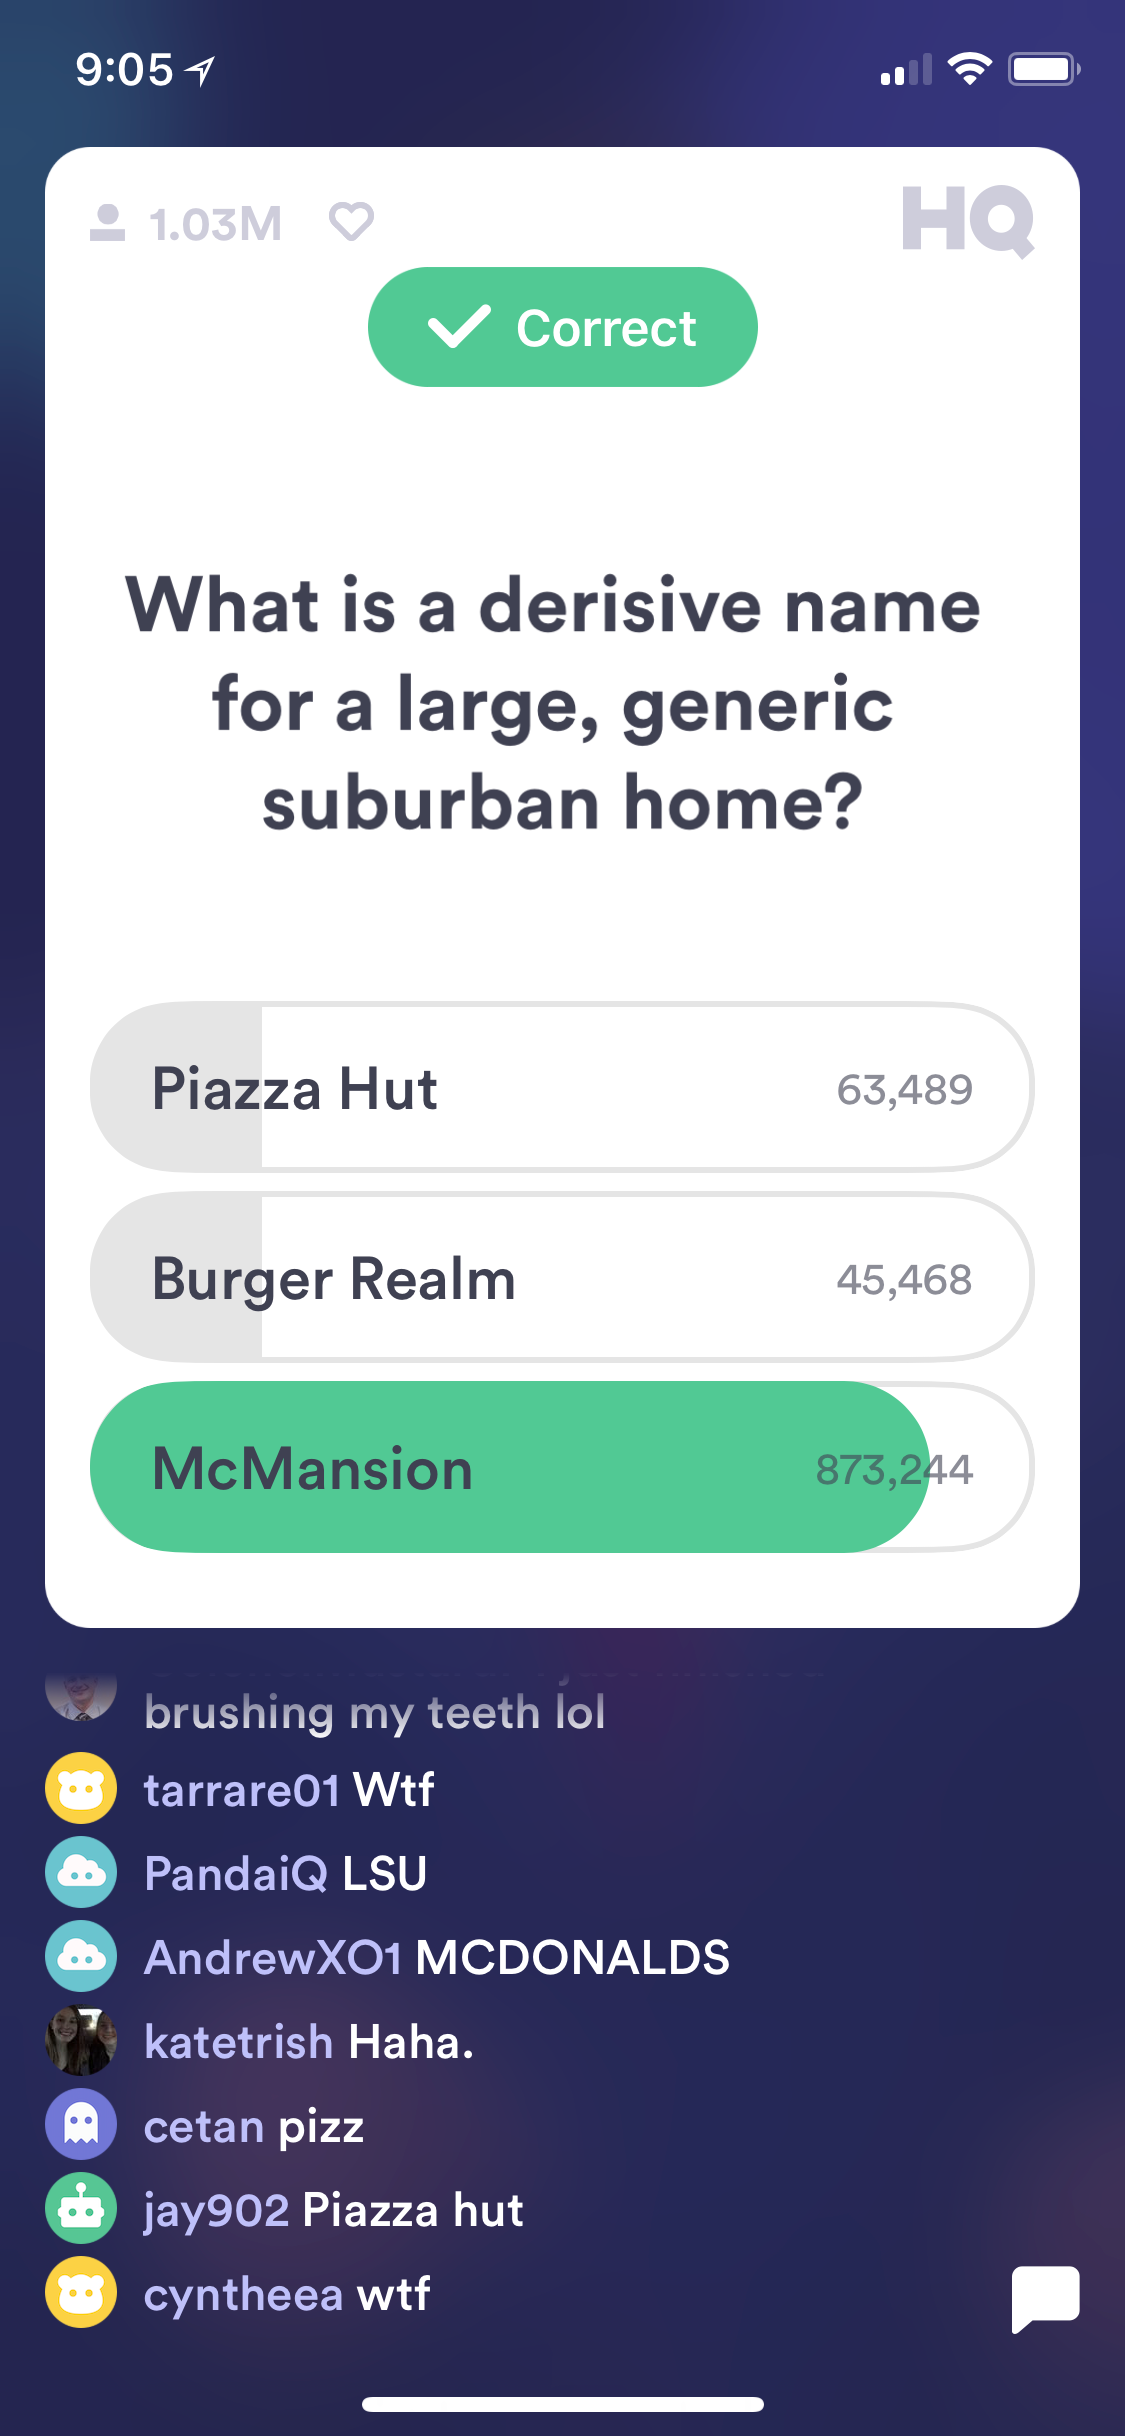 9:05
1.03M
HQ
Correct
What is a derisive name
for a large, generic
suburban home?
Piazza Hut 63,489
Burger Realm 45,468
McMansion 873,244
brushing my teeth lol
tarrare01 Wtf
PandaiQ LSU
AndrewXO1 MCDONALDS
katetrish Haha.
cetan pizz
jay902 Piazza hut
cyntheea wtf